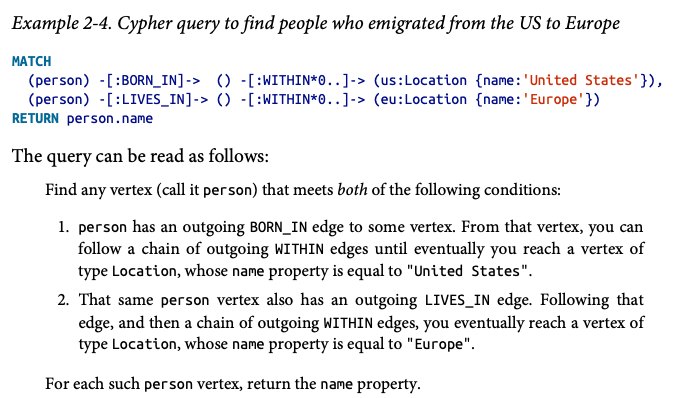 Example 2-4. Cypher query to find people who emigrated from the US to Europe
MATCH
(person) -[:BORN_IN]-> () -[:WITHIN*0..]-> (us:Location {name:'United States'}),
(person) -[:LIVES_IN]-> () -[:WITHIN*0..]-> (eu:Location {name:'Europe'})
RETURN person.name
The query can be read as follows:
Find any vertex (call it person) that meets both of the following conditions:
1. person has an outgoing BORN_IN edge to some vertex. From that vertex, you can
follow a chain of outgoing WITHIN edges until eventually you reach a vertex of
type Location, whose name property is equal to "United States".
2. That same person vertex also has an outgoing LIVES_IN edge. Following that
edge, and then a chain of outgoing WITHIN edges, you eventually reach a vertex of
type Location, whose name property is equal to "Europe".
For each such person vertex, return the name property.